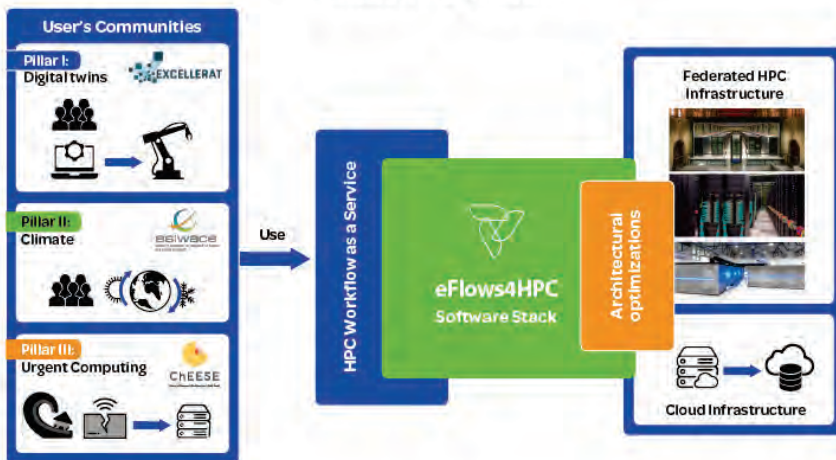 User's Communities
Pillar I:
Digital twins
EXCELLERAT
Pillar II:
Climate
esiwace
Pillar III:
Urgent Computing
ChEESE
Use
HPC Workflow as a Service
eFlows4HPC
Software Stack
Architectural
optimizations
Federated HPC
Infrastructure
Cloud Infrastructure